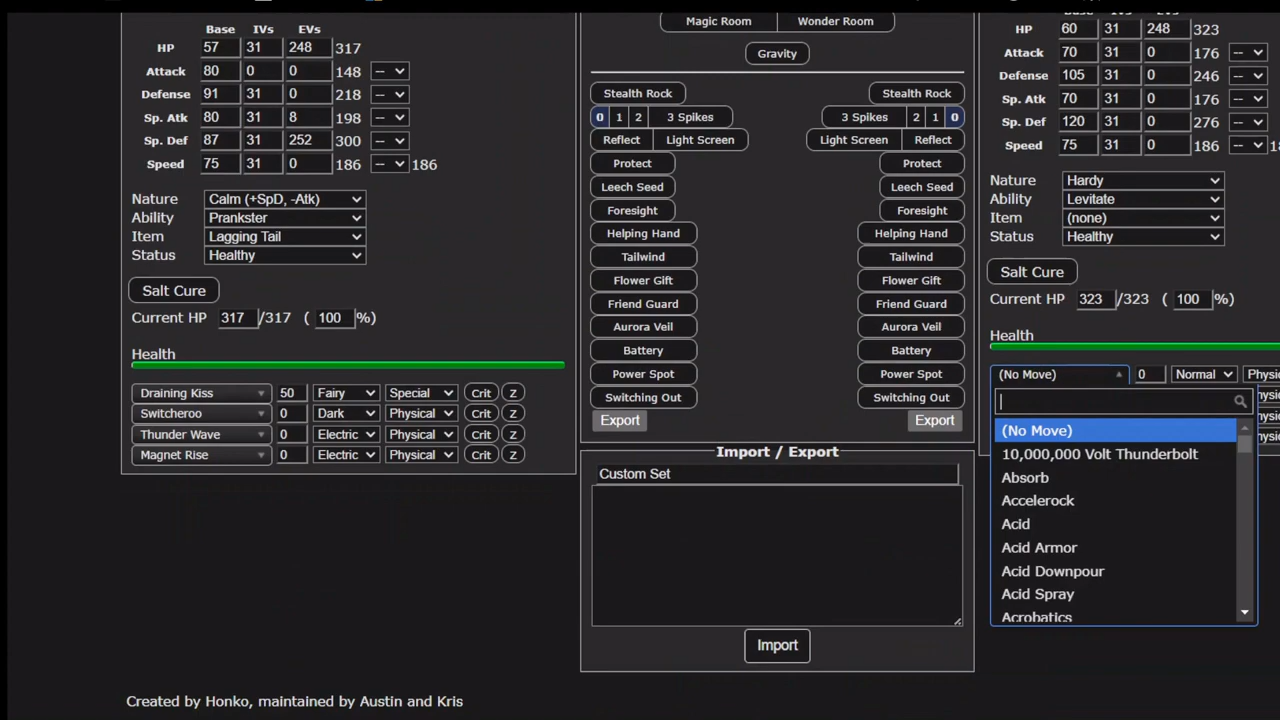 Base IVs EVs
HP 57 31 248 317
Attack 80 0 0 148 --
Defense 91 31 0 218 --
Sp. Atk 80 31 8 198 --
Sp. Def 87 31 252 300 --
Speed 75 31 0 186 -- 186
Nature Calm (+SpD, -Atk)
Ability Prankster
Item Lagging Tail
Status Healthy
Salt Cure
Current HP 317 /317 ( 100 %)
Health
Draining Kiss 50 Fairy Special Crit Z
Switcheroo 0 Dark Physical Crit Z
Thunder Wave 0 Electric Physical Crit Z
Magnet Rise 0 Electric Physical Crit Z
Magic Room Wonder Room
Gravity
Stealth Rock Stealth Rock
0 1 2 3 Spikes 3 Spikes 2 1 0
Reflect Light Screen Light Screen Reflect
Protect Protect
Leech Seed Leech Seed
Foresight Foresight
Helping Hand Helping Hand
Tailwind Tailwind
Flower Gift Flower Gift
Friend Guard Friend Guard
Aurora Veil Aurora Veil
Battery Battery
Power Spot Power Spot
Switching Out Switching Out
Export Export
Import / Export
Custom Set
Import
HP 60 31 248 323
Attack 70 31 0 176 --
Defense 105 31 0 246 --
Sp. Atk 70 31 0 176 --
Sp. Def 120 31 0 276 --
Speed 75 31 0 186 --
Nature Hardy
Ability Levitate
Item (none)
Status Healthy
Salt Cure
Current HP 323 /323 ( 100 %)
Health
(No Move) 0 Normal Physic
(No Move)
10,000,000 Volt Thunderbolt
Absorb
Accelerock
Acid
Acid Armor
Acid Downpour
Acid Spray
Acrobatics
Created by Honko, maintained by Austin and Kris